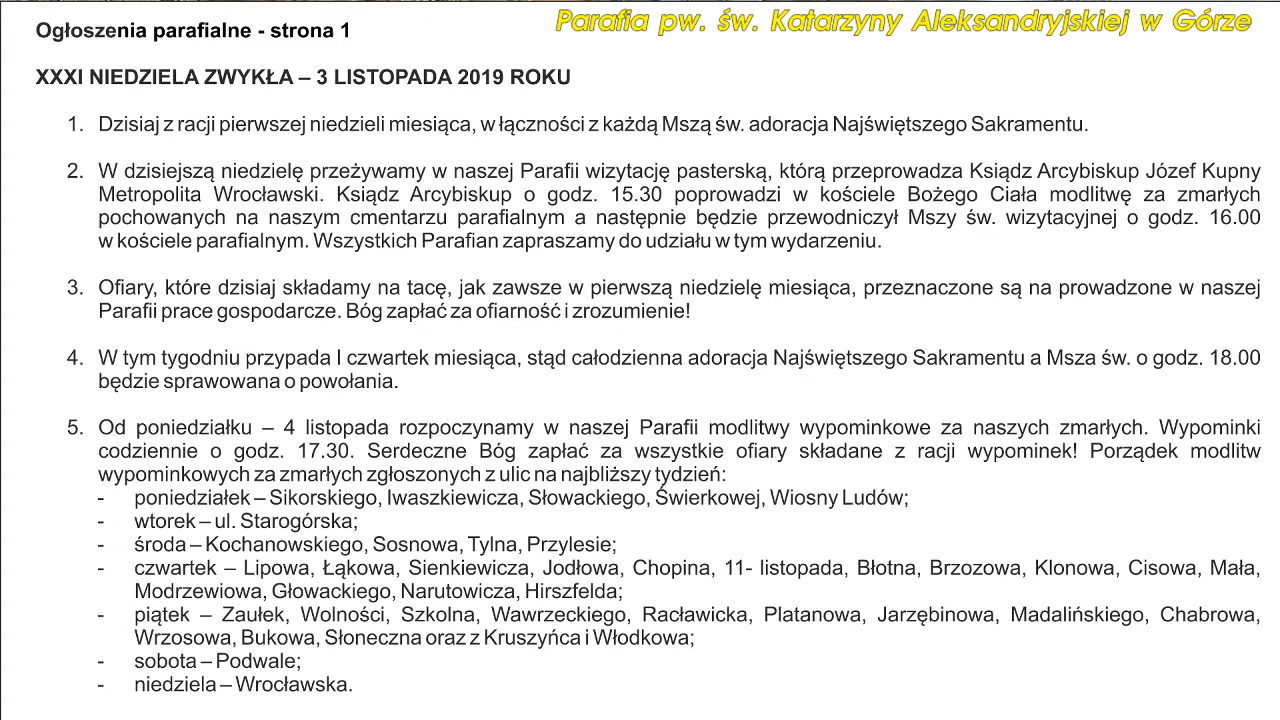 Ogłoszenia parafialne - strona 1
Parafia pw. św. Katarzyny Aleksandryjskiej w Górze
XXXI NIEDZIELA ZWYKŁA – 3 LISTOPADA 2019 ROKU
1. Dzisiaj z racji pierwszej niedzieli miesiąca, w łączności z każdą Mszą św. adoracja Najświętszego Sakramentu.
2. W dzisiejszą niedzielę przeżywamy w naszej Parafii wizytację pasterską, którą przeprowadza Ksiądz Arcybiskup Józef Kupny
Metropolita Wrocławski. Ksiądz Arcybiskup o godz. 15.30 poprowadzi w kościele Bożego Ciała modlitwę za zmarłych
pochowanych na naszym cmentarzu parafialnym a następnie będzie przewodniczył Mszy św. wizytacyjnej o godz. 16.00
w kościele parafialnym. Wszystkich Parafian zapraszamy do udziału w tym wydarzeniu.
3. Ofiary, które dzisiaj składamy na tacę, jak zawsze w pierwszą niedzielę miesiąca, przeznaczone są na prowadzone w naszej
Parafii prace gospodarcze. Bóg zapłać za ofiarność i zrozumienie!
4. W tym tygodniu przypada I czwartek miesiąca, stąd całodzienna adoracja Najświętszego Sakramentu a Msza św. o godz. 18.00
będzie sprawowana o powołania.
5. Od poniedziałku – 4 listopada rozpoczynamy w naszej Parafii modlitwy wypominkowe za naszych zmarłych. Wypominki
codziennie o godz. 17.30. Serdeczne Bóg zapłać za wszystkie ofiary składane z racji wypominek! Porządek modlitw
wypominkowych za zmarłych zgłoszonych z ulic na najbliższy tydzień:
- poniedziałek – Sikorskiego, Iwaszkiewicza, Słowackiego, Świerkowej, Wiosny Ludów;
- wtorek – ul. Starogórska;
- środa – Kochanowskiego, Sosnowa, Tylna, Przylesie;
- czwartek – Lipowa, Łąkowa, Sienkiewicza, Jodłowa, Chopina, 11- listopada, Błotna, Brzozowa, Klonowa, Cisowa, Mała,
Modrzewiowa, Głowackiego, Narutowicza, Hirszfelda;
- piątek – Zaułek, Wolności, Szkolna, Wawrzeckiego, Racławicka, Platanowa, Jarzębinowa, Madalińskiego, Chabrowa,
Wrzosowa, Bukowa, Słoneczna oraz z Kruszyńca i Włodkowa;
- sobota – Podwale;
- niedziela – Wrocławska.